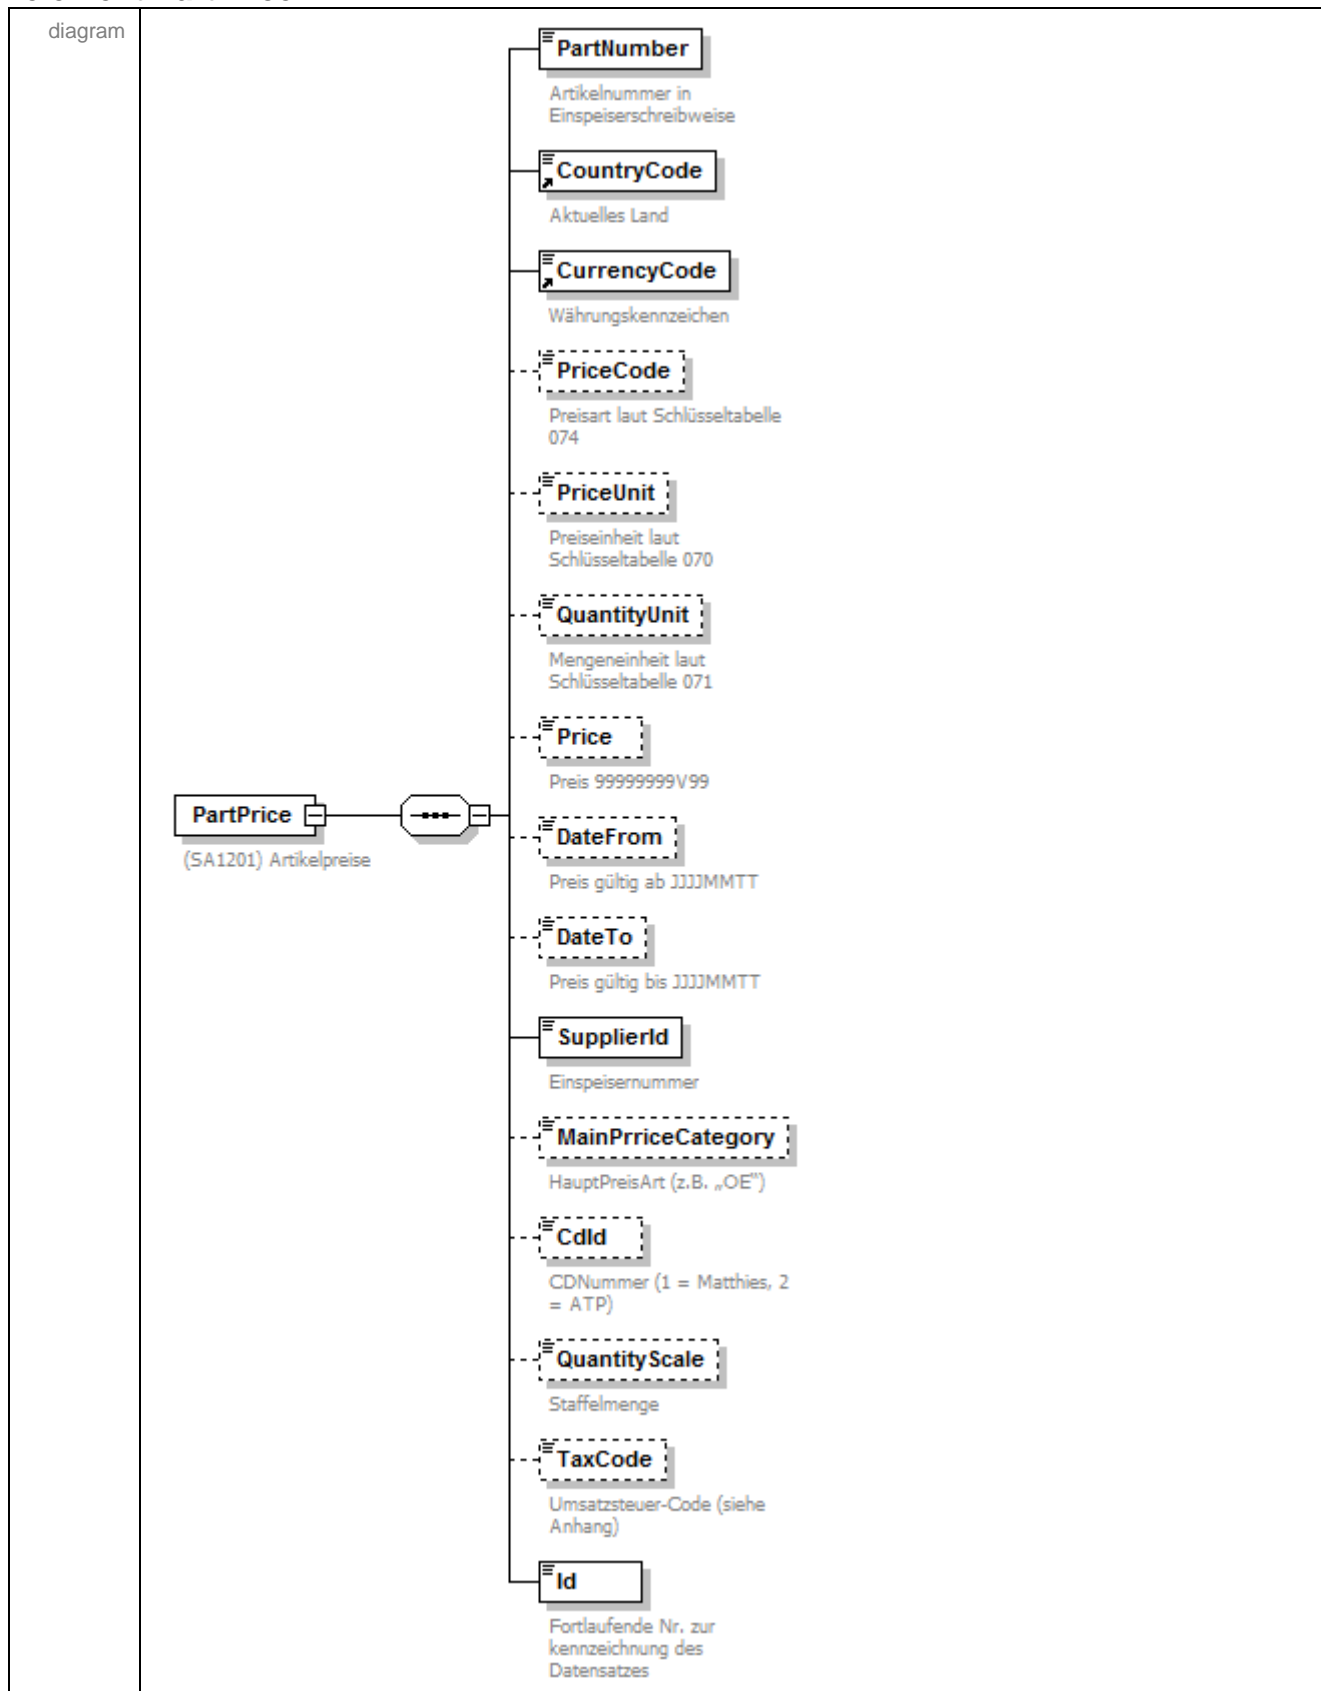 diagram
PartNumber
Artikelnummer in
Einspeiserschreibweise
CountryCode
Aktuelles Land
CurrencyCode
Währungskennzeichen
PriceCode
Preisart laut Schlüsseltabelle
074
PriceUnit
Preiseinheit laut
Schlüsseltabelle 070
QuantityUnit
Mengeneinheit laut
Schlüsseltabelle 071
Price
Preis 99999999V99
PartPrice
(SA1201) Artikelpreise
DateFrom
Preis gültig ab JJJJMMTT
DateTo
Preis gültig bis JJJJMMTT
SupplierId
Einspeisernummer
MainPrriceCategory
HauptPreisArt (z.B. „OE“)
CdId
CDNummer (1 = Matthies, 2
= ATP)
QuantityScale
Staffelmenge
TaxCode
Umsatzsteuer-Code (siehe
Anhang)
Id
Fortlaufende Nr. zur
kennzeichnung des
Datensatzes